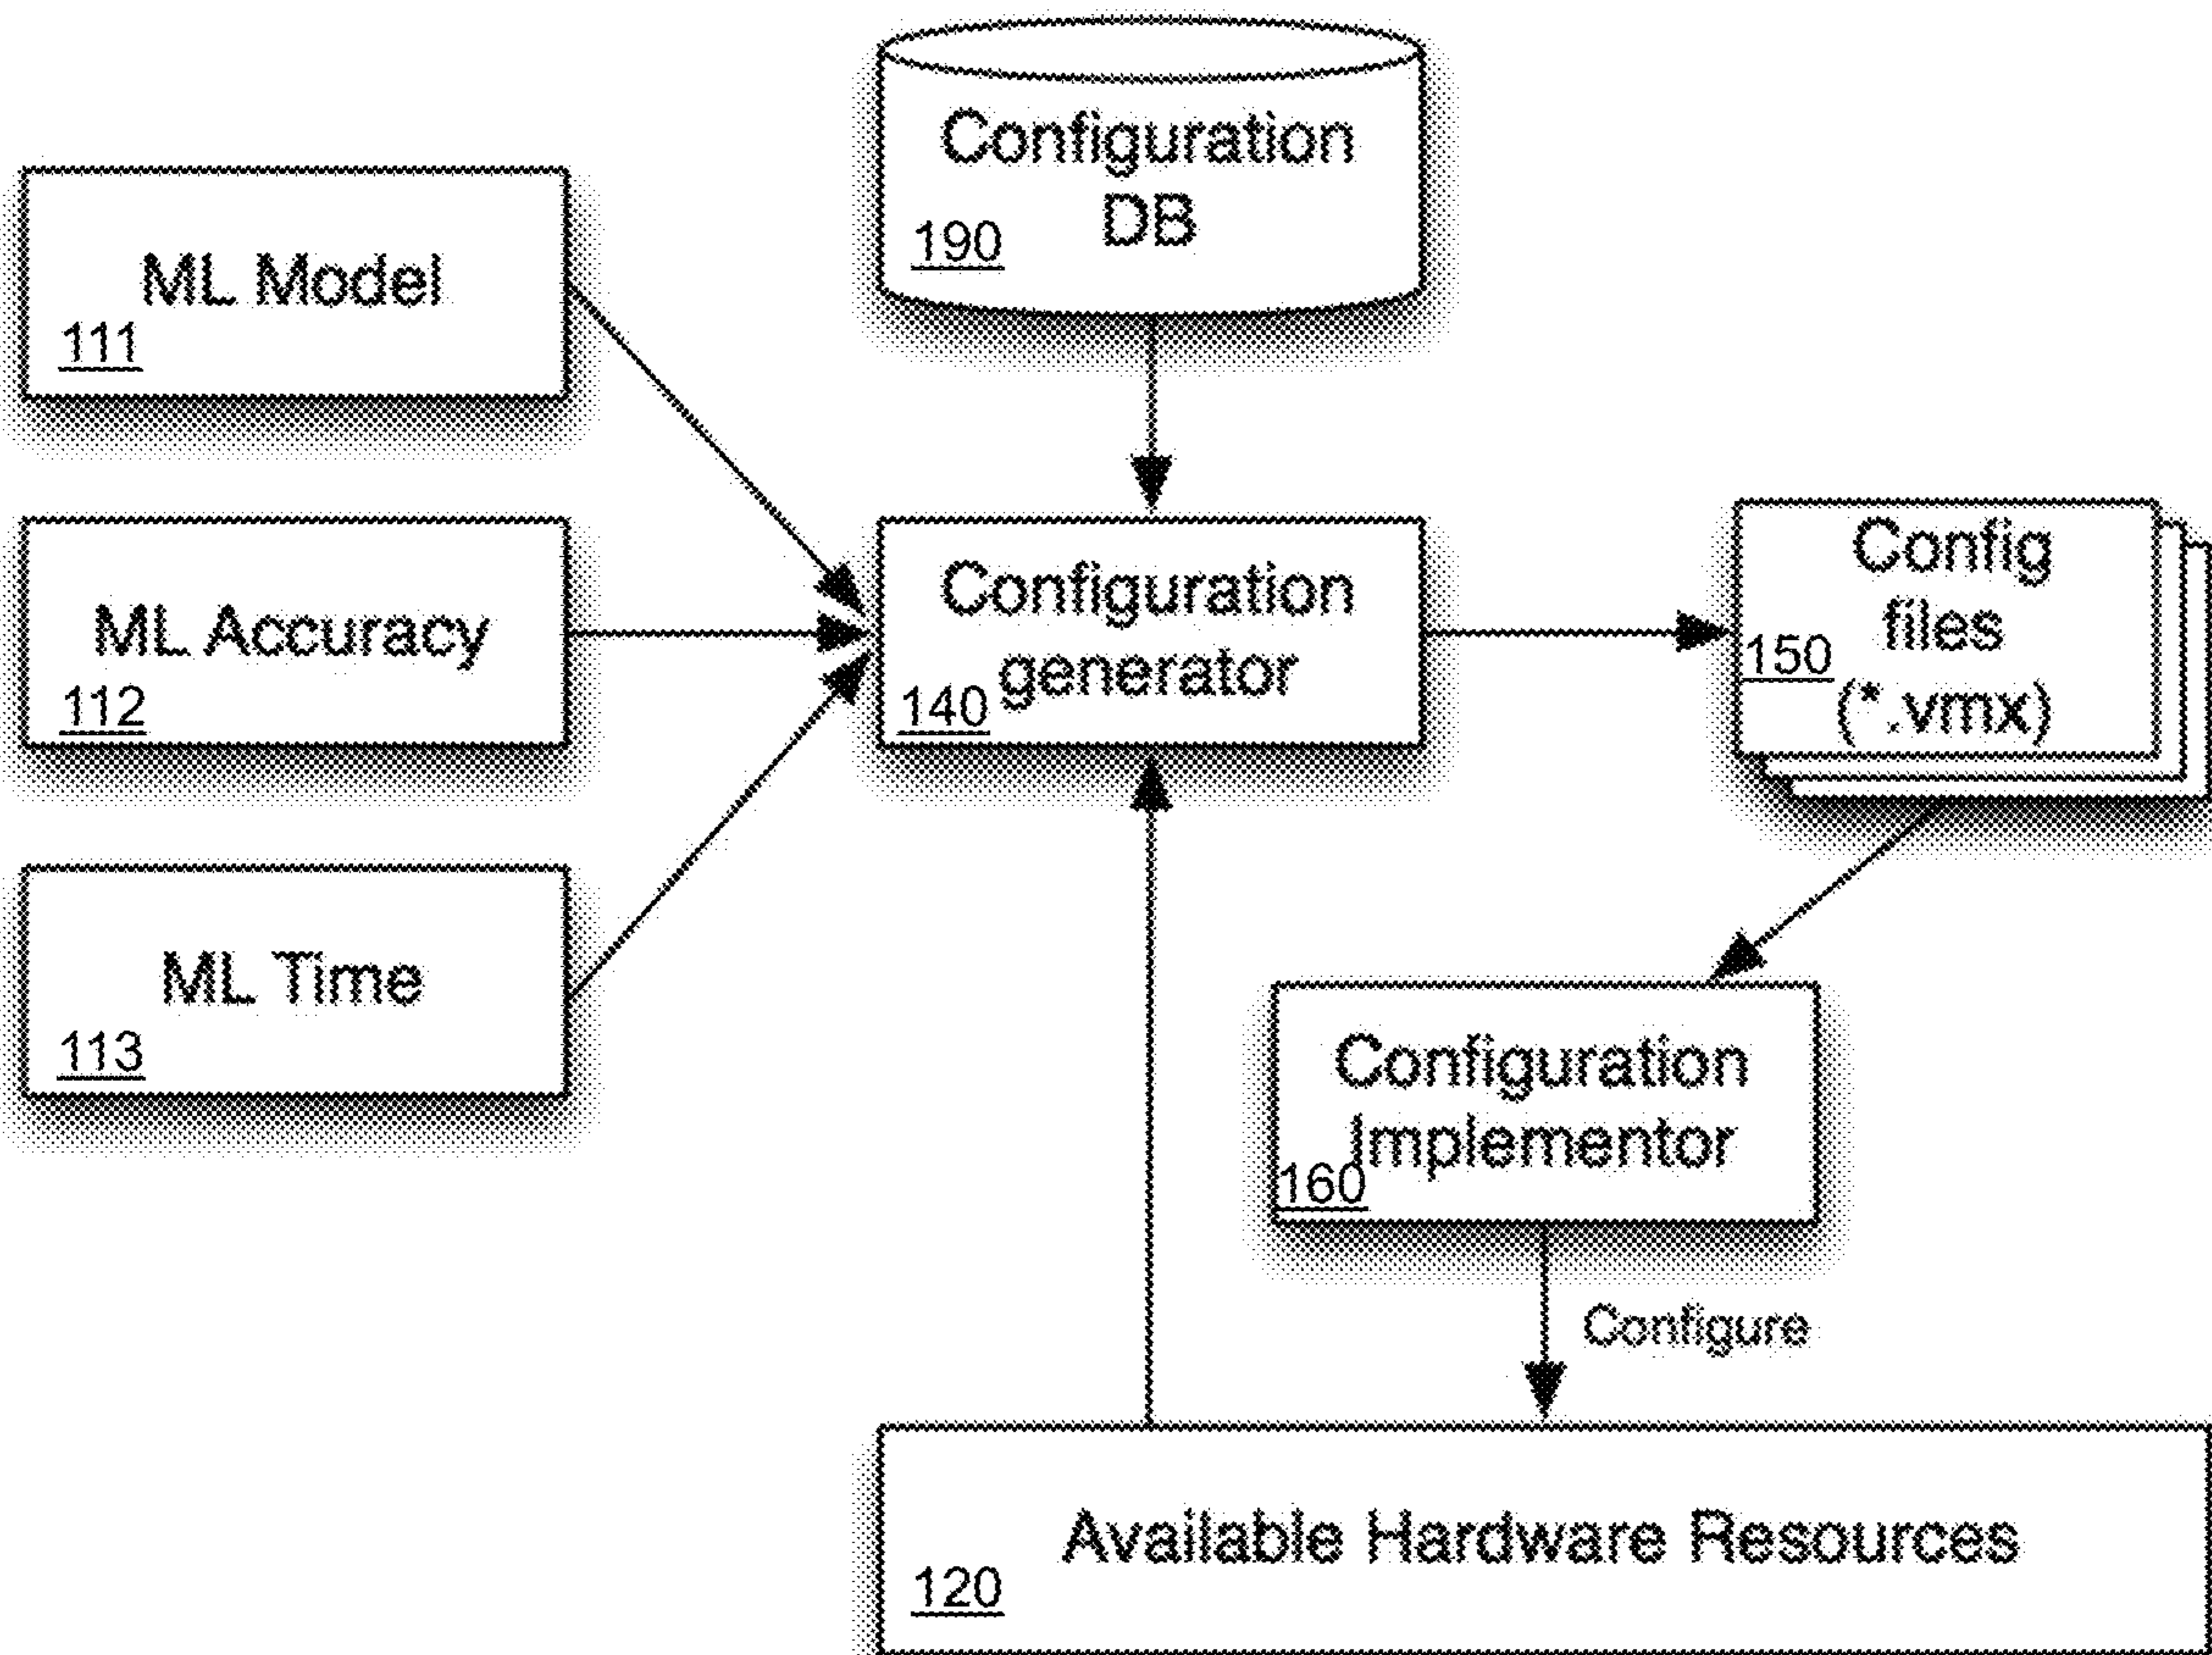 Configuration
DB
190
ML Model
111
ML Accuracy
112
Configuration
generator
140
Config
files
150
(*.vmx)
ML Time
113
Configuration
Implementor
160
Configure
Available Hardware Resources
120